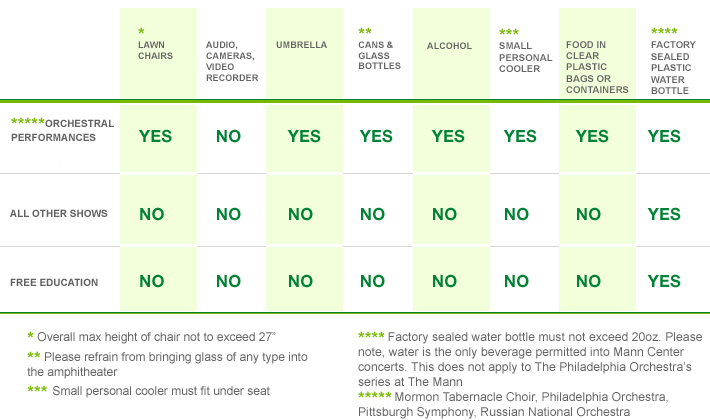 *
LAWN
CHAIRS
AUDIO,
CAMERAS,
VIDEO
RECORDER
UMBRELLA
**
CANS &
GLASS
BOTTLES
ALCOHOL
***
SMALL
PERSONAL
COOLER
FOOD IN
CLEAR
PLASTIC
BAGS OR
CONTAINERS
****
FACTORY
SEALED
PLASTIC
WATER
BOTTLE
*****ORCHESTRAL
PERFORMANCES
YES NO YES YES YES YES YES YES
ALL OTHER SHOWS NO NO NO NO NO NO NO YES
FREE EDUCATION NO NO NO NO NO NO NO YES
* Overall max height of chair not to exceed 27"
** Please refrain from bringing glass of any type into
the amphitheater
*** Small personal cooler must fit under seat
**** Factory sealed water bottle must not exceed 20oz. Please
note, water is the only beverage permitted into Mann Center
concerts. This does not apply to The Philadelphia Orchestra's
series at The Mann
***** Mormon Tabernacle Choir, Philadelphia Orchestra,
Pittsburgh Symphony, Russian National Orchestra